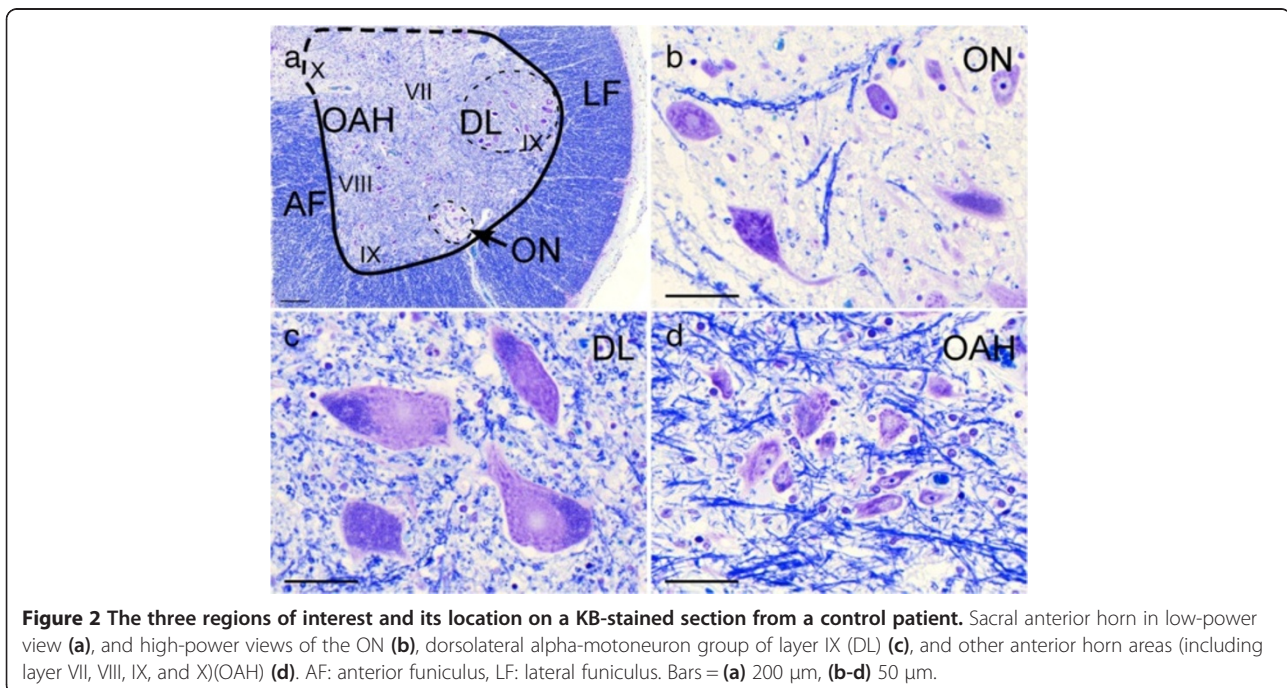 a
X
VII
LF
OAH
DL
IX
VIII
AF
ON
IX
b
ON
c
DL
d
OAH
Figure 2 The three regions of interest and its location on a KB-stained section from a control patient. Sacral anterior horn in low-power
view (a), and high-power views of the ON (b), dorsolateral alpha-motoneuron group of layer IX (DL) (c), and other anterior horn areas (including
layer VII, VIII, IX, and X)(OAH) (d). AF: anterior funiculus, LF: lateral funiculus. Bars = (a) 200 μm, (b-d) 50 μm.